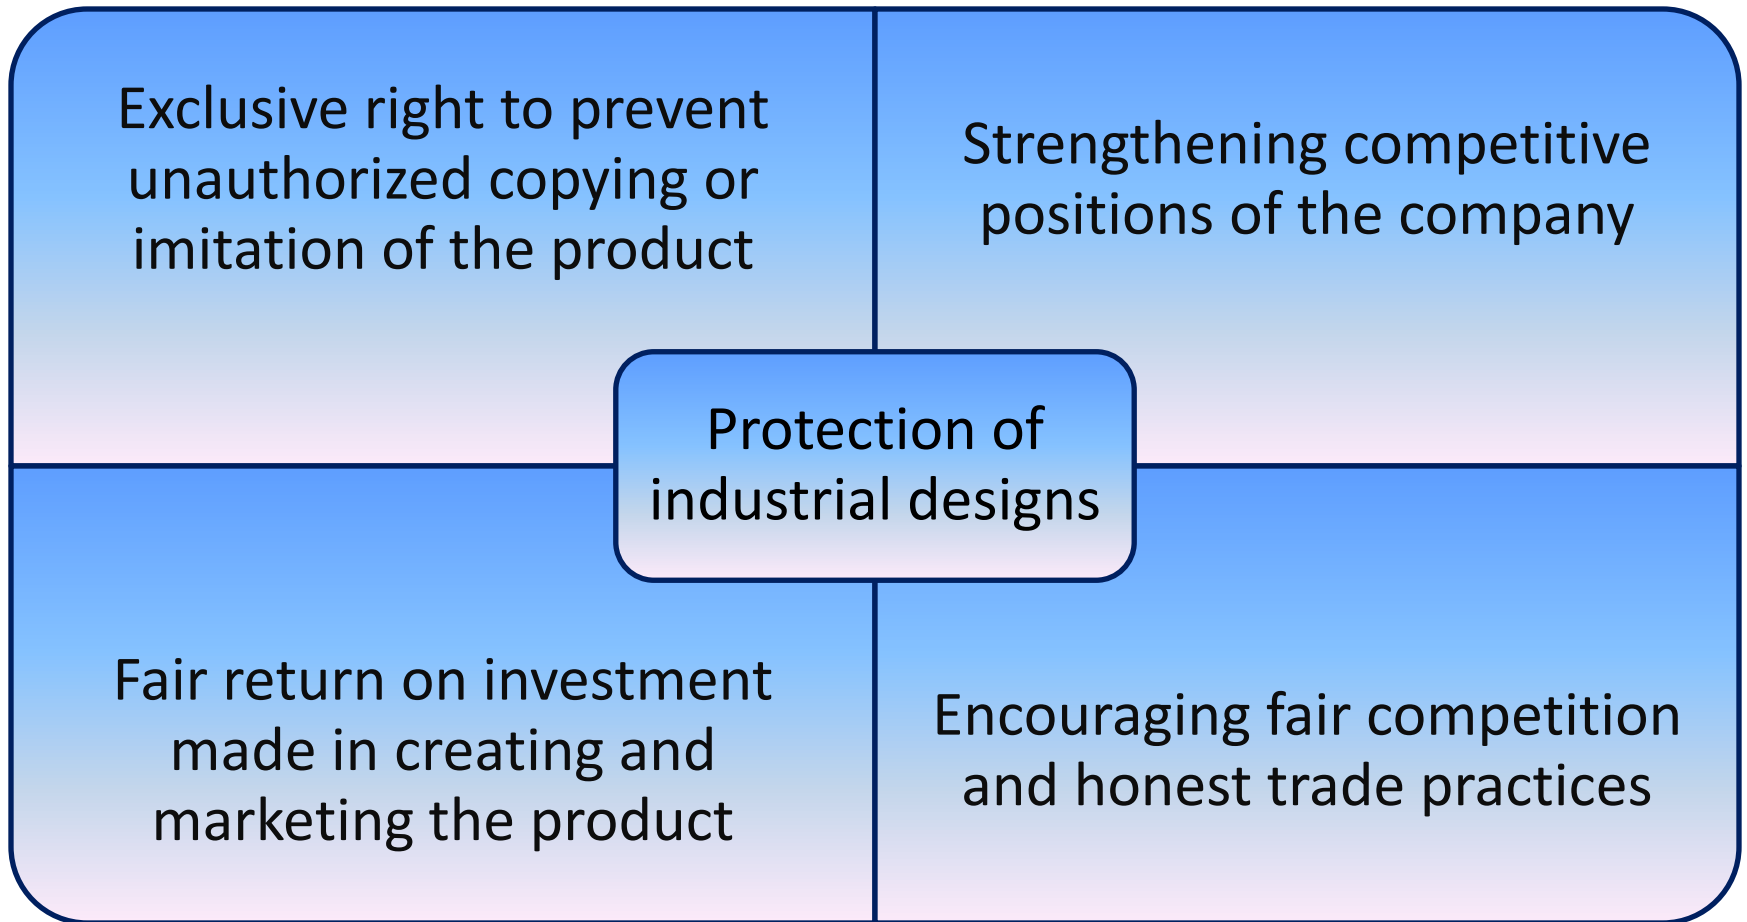 Exclusive right to prevent
unauthorized copying or
imitation of the product
Strengthening competitive
positions of the company
Protection of
industrial designs
Fair return on investment
made in creating and
marketing the product
Encouraging fair competition
and honest trade practices